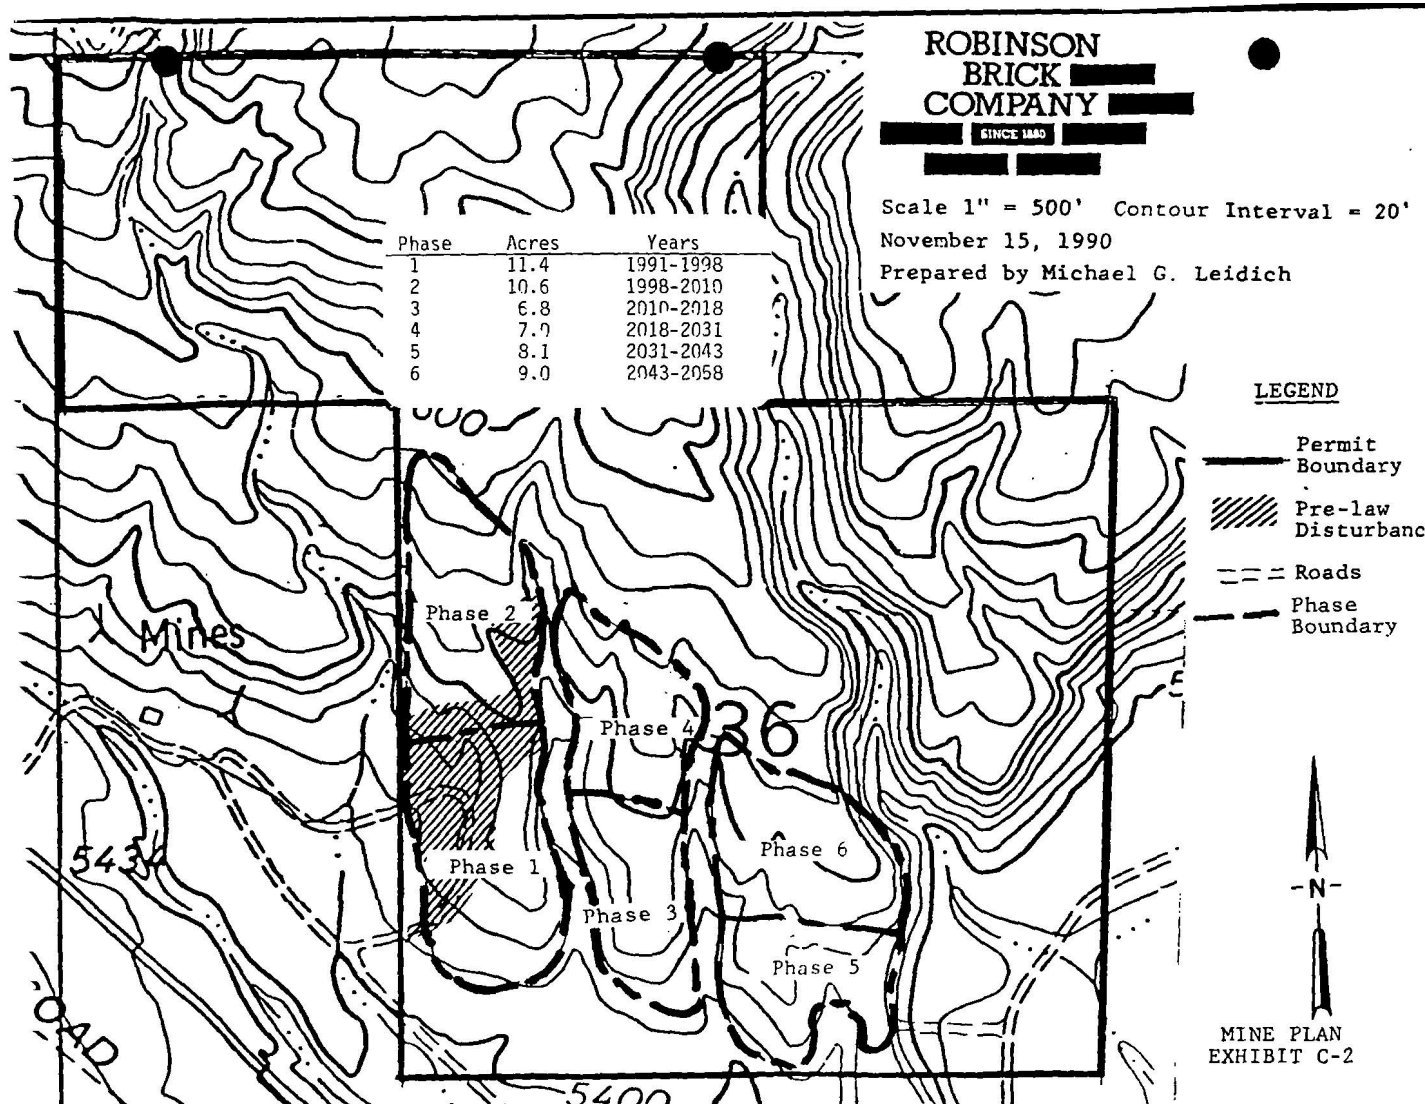 ROBINSON
BRICK
COMPANY
SINCE 1880
Scale 1" = 500' Contour Interval = 20'
November 15, 1990
Prepared by Michael G. Leidich
Phase Acres Years
1 11.4 1991-1998
2 10.6 1998-2010
3 6.8 2010-2018
4 7.0 2018-2031
5 8.1 2031-2043
6 9.0 2043-2058
LEGEND
Permit
Boundary
Pre-law
Disturbanc
Roads
Phase
Boundary
Phase 2
Mines
Phase 4
36
5434
Phase 1
Phase 6
Phase 3
Phase 5
-N-
OAD
5400
MINE PLAN
EXHIBIT C-2